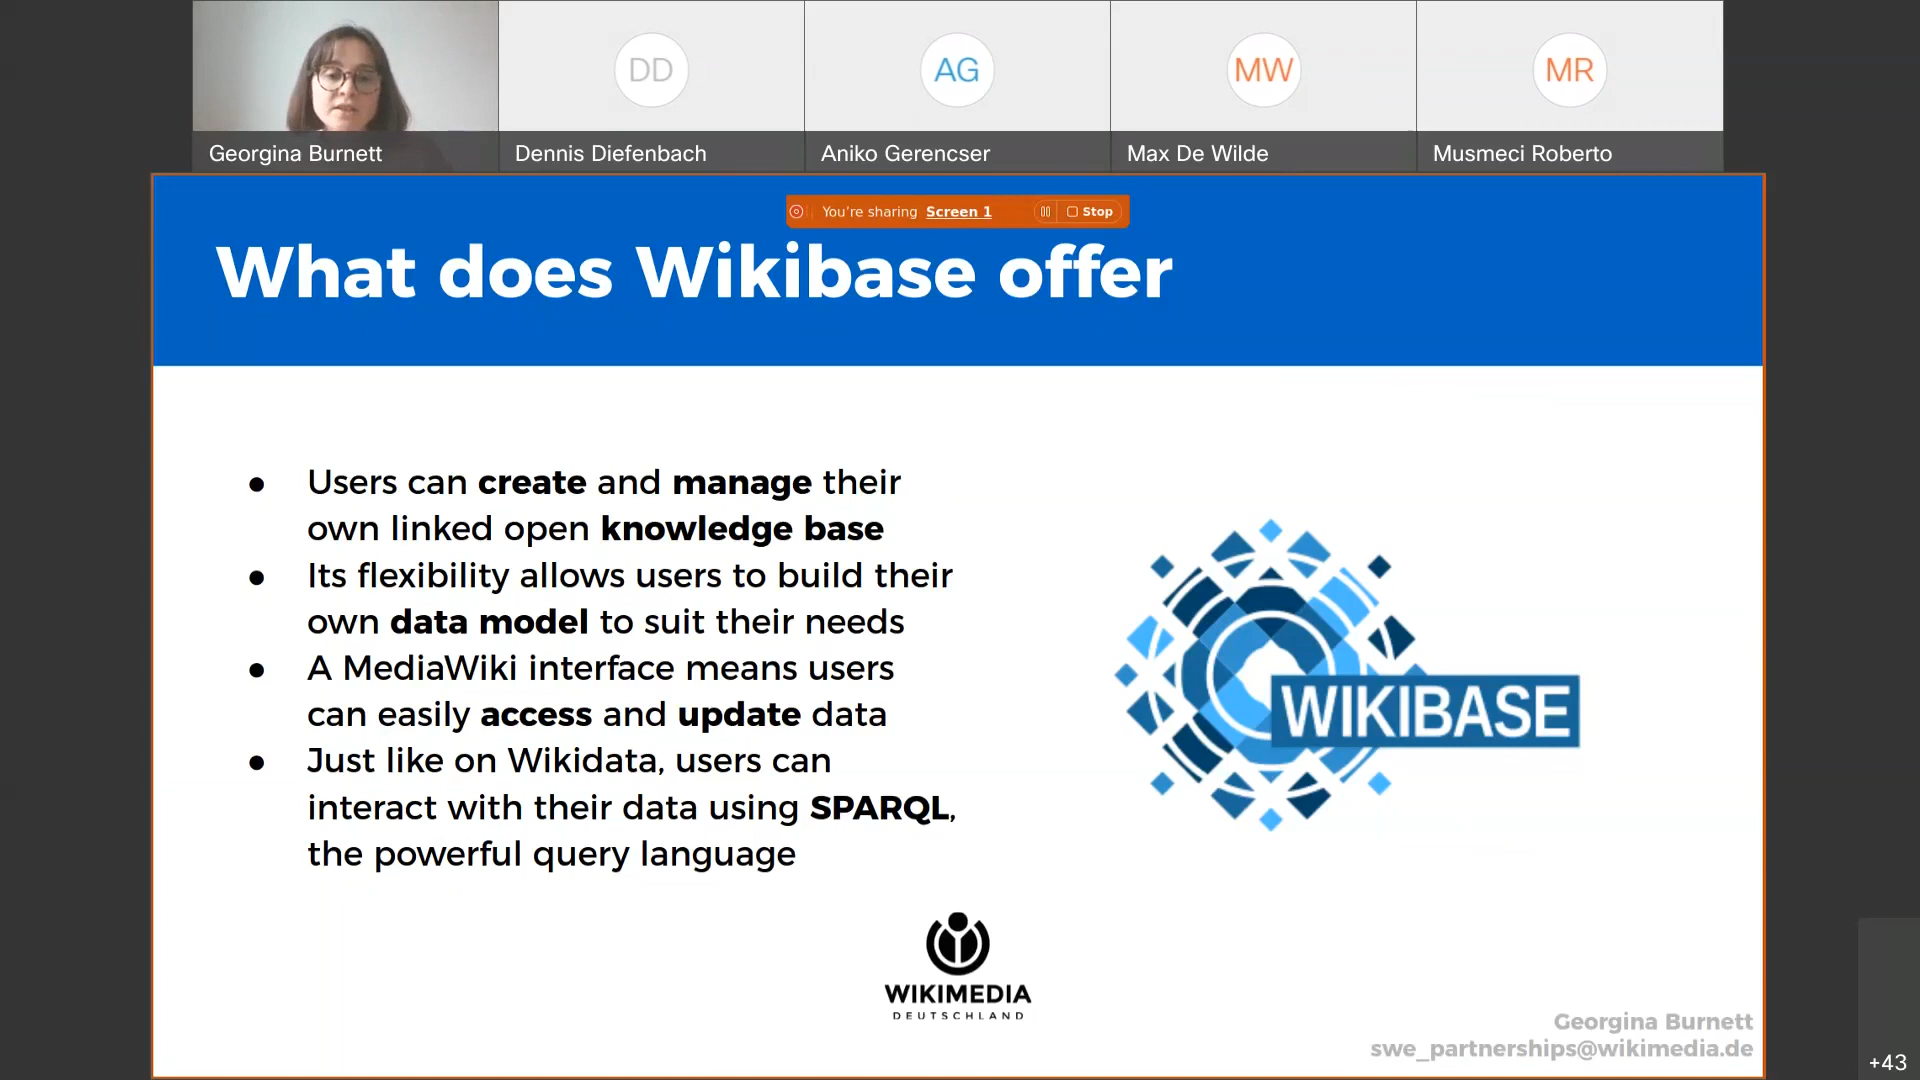 DD
AG
MW
MR
Georgina Burnett
Dennis Diefenbach
Aniko Gerencser
Max De Wilde
Musmeci Roberto
You're sharing Screen 1
Stop
What does Wikibase offer
● Users can create and manage their
own linked open knowledge base
● Its flexibility allows users to build their
own data model to suit their needs
● A MediaWiki interface means users
can easily access and update data
● Just like on Wikidata, users can
interact with their data using SPARQL,
the powerful query language
WIKIBASE
WIKIMEDIA
DEUTSCHLAND
Georgina Burnett
swe_partnerships@wikimedia.de
+43